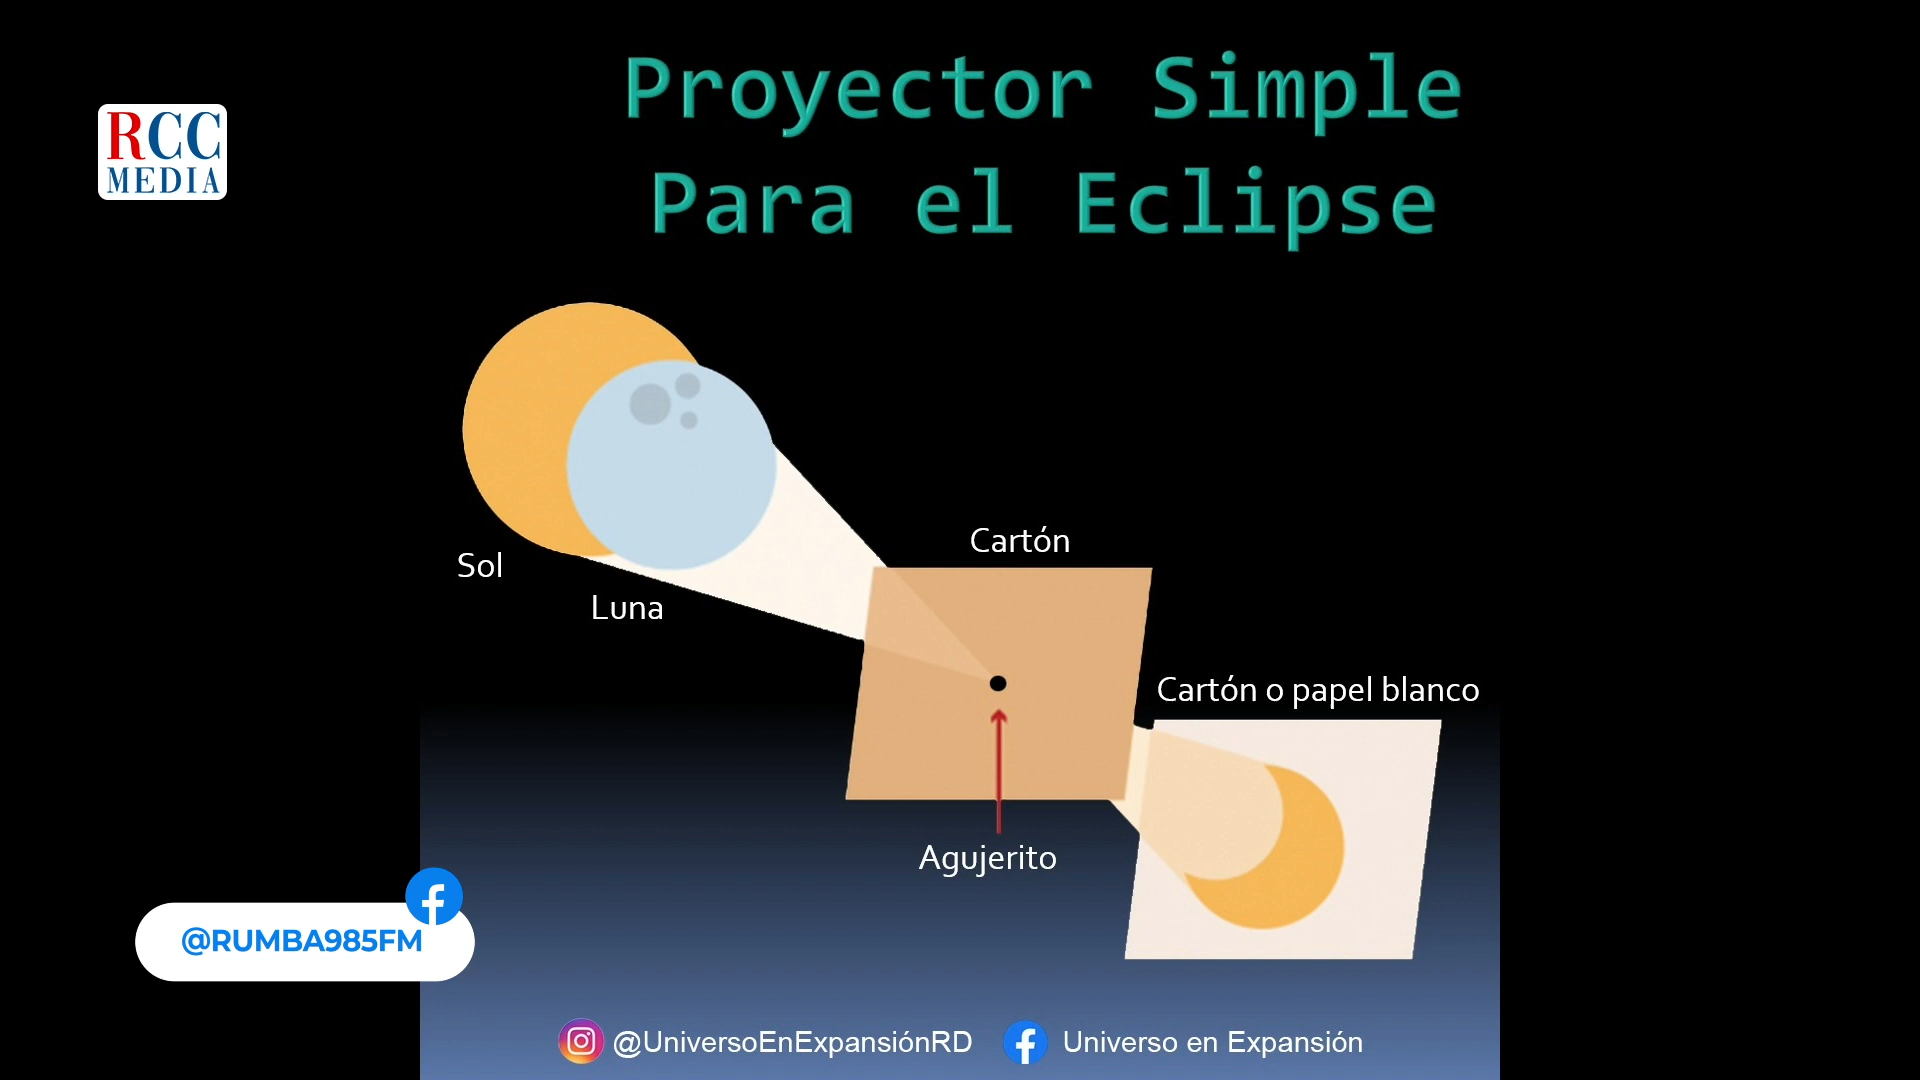 Proyector Simple
Para el Eclipse
RCC
MEDIA
Sol
Luna
Cartón
Cartón o papel blanco
Agujerito
@RUMBA985FM
@UniversoEnExpansiónRD
Universo en Expansión